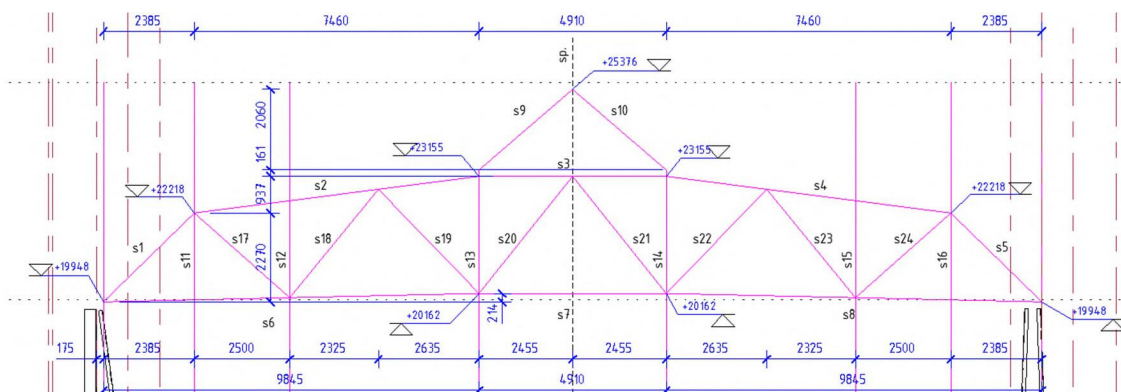 2385 7460 4910 7460 2385
sp.
+25376
2060
s9 s10
161
+23155 +23155
s3
937
s2 s4
+22218 +22218
s1 s11 s17 s12 s18 s19 s13 s20 s21 s14 s22 s23 s15 s24 s16 s5
2270
+19948 +19948
+20162 +20162
214
s6 s7 s8
175 2385 2500 2325 2635 2455 2455 2635 2325 2500 2385
9845 4910 9845